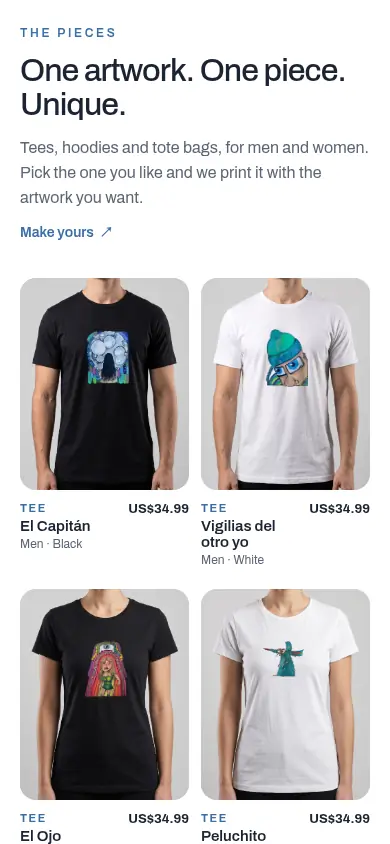 THE PIECES
One artwork. One piece.
Unique.
Tees, hoodies and tote bags, for men and women.
Pick the one you like and we print it with the
artwork you want.
Make yours ↗
TEE US$34.99
El Capitán
Men · Black
TEE US$34.99
Vigilias del
otro yo
Men · White
TEE US$34.99
El Ojo
TEE US$34.99
Peluchito